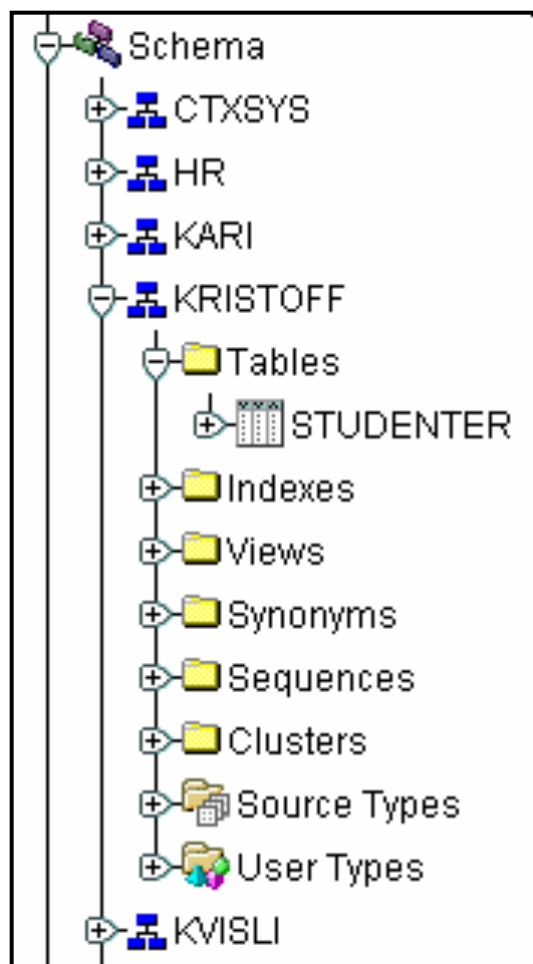 Schema
CTXSYS
HR
KARI
KRISTOFF
Tables
STUDENTER
Indexes
Views
Synonyms
Sequences
Clusters
Source Types
User Types
KVISLI